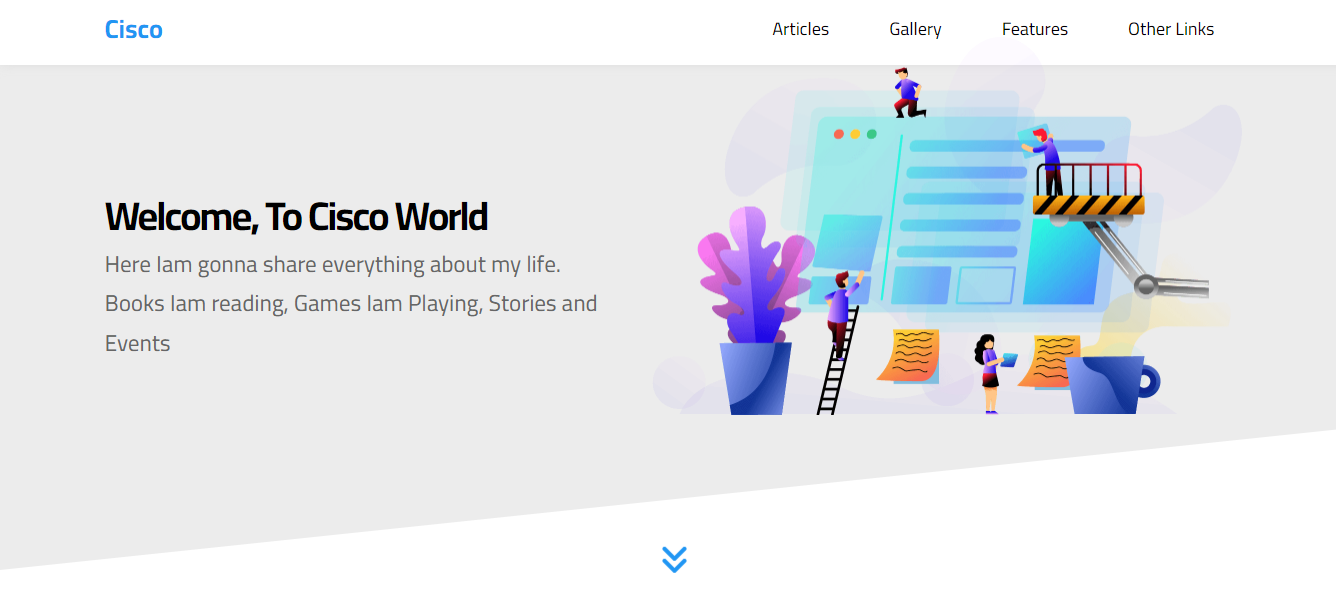 Cisco
Articles Gallery Features Other Links
Welcome, To Cisco World
Here Iam gonna share everything about my life.
Books Iam reading, Games Iam Playing, Stories and
Events